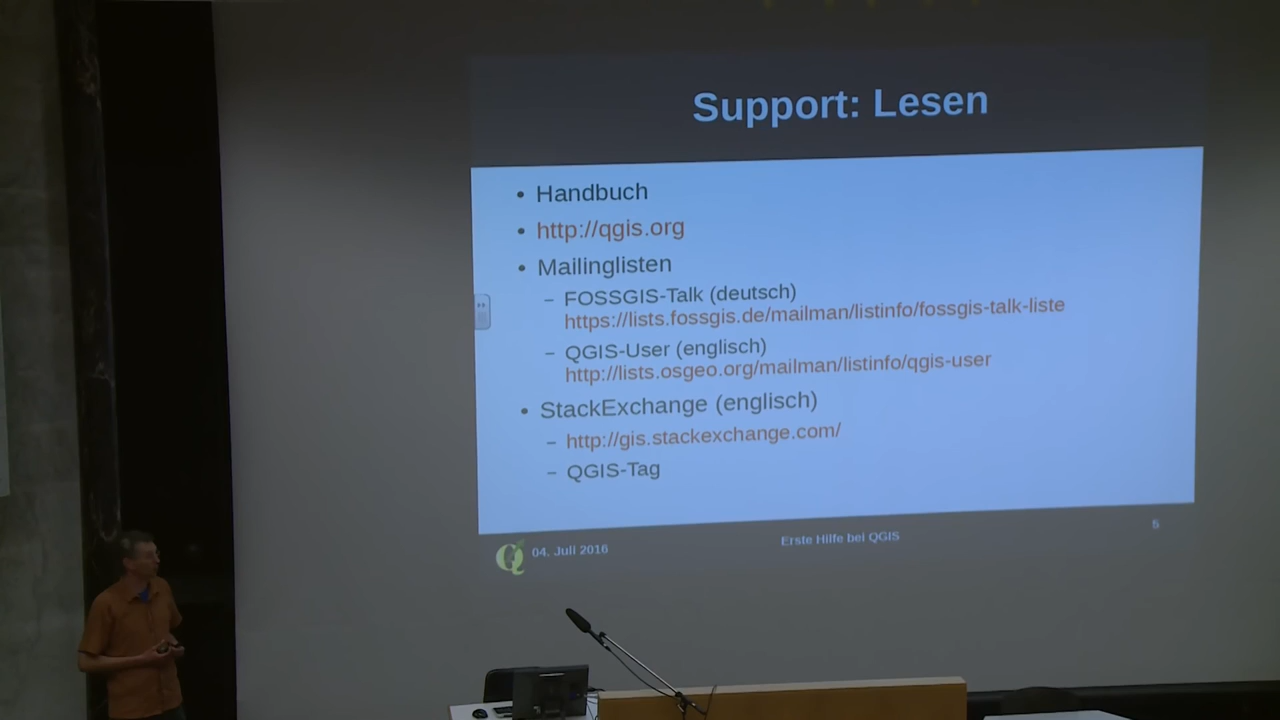 Support: Lesen
• Handbuch
• http://qgis.org
• Mailinglisten
– FOSSGIS-Talk (deutsch)
https://lists.fossgis.de/mailman/listinfo/fossgis-talk-liste
– QGIS-User (englisch)
http://lists.osgeo.org/mailman/listinfo/qgis-user
• StackExchange (englisch)
– http://gis.stackexchange.com/
– QGIS-Tag
Q 04. Juli 2016 Erste Hilfe bei QGIS 5